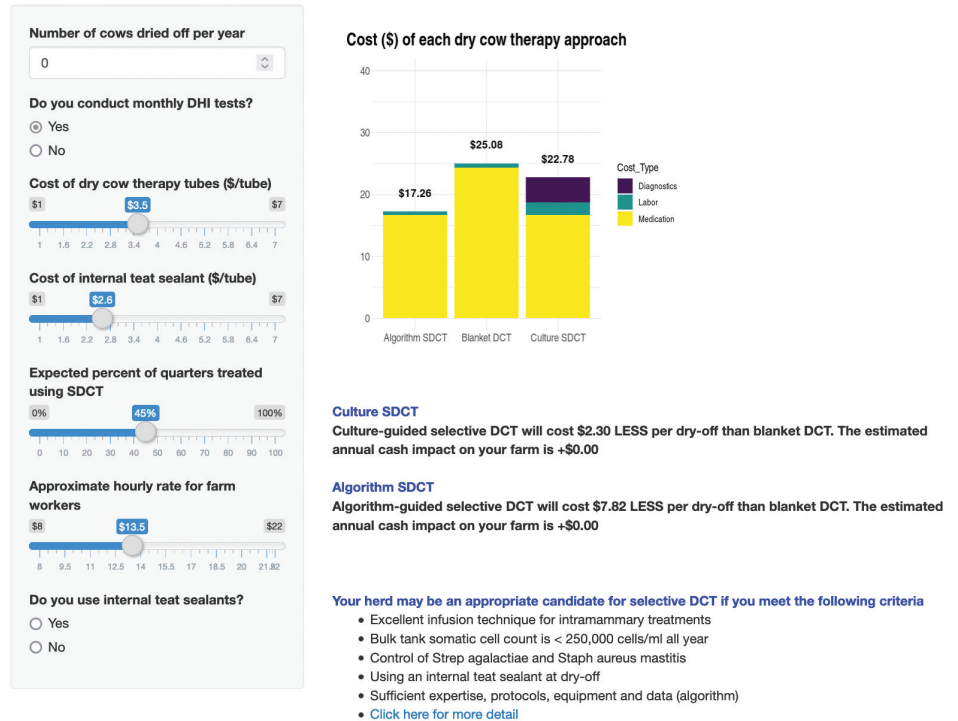 Number of cows dried off per year
0
Do you conduct monthly DHI tests?
Yes
No
Cost of dry cow therapy tubes ($/tube)
$1 $3.5 $7
1 1.6 2.2 2.8 3.4 4 4.6 5.2 5.8 6.4 7
Cost of internal teat sealant ($/tube)
$1 $2.6 $7
1 1.6 2.2 2.8 3.4 4 4.6 5.2 5.8 6.4 7
Expected percent of quarters treated
using SDCT
0% 45% 100%
0 10 20 30 40 50 60 70 80 90 100
Approximate hourly rate for farm
workers
$8 $13.5 $22
8 9.5 11 12.5 14 15.5 17 18.5 20 21.82
Do you use internal teat sealants?
Yes
No
Cost ($) of each dry cow therapy approach
40
30
20
10
0
$17.26
$25.08
$22.78
Algorithm SDCT Blanket DCT Culture SDCT
Cost_Type
Diagnostics
Labor
Medication
Culture SDCT
Culture-guided selective DCT will cost $2.30 LESS per dry-off than blanket DCT. The estimated
annual cash impact on your farm is +$0.00
Algorithm SDCT
Algorithm-guided selective DCT will cost $7.82 LESS per dry-off than blanket DCT. The estimated
annual cash impact on your farm is +$0.00
Your herd may be an appropriate candidate for selective DCT if you meet the following criteria
• Excellent infusion technique for intramammary treatments
• Bulk tank somatic cell count is < 250,000 cells/ml all year
• Control of Strep agalactiae and Staph aureus mastitis
• Using an internal teat sealant at dry-off
• Sufficient expertise, protocols, equipment and data (algorithm)
• Click here for more detail